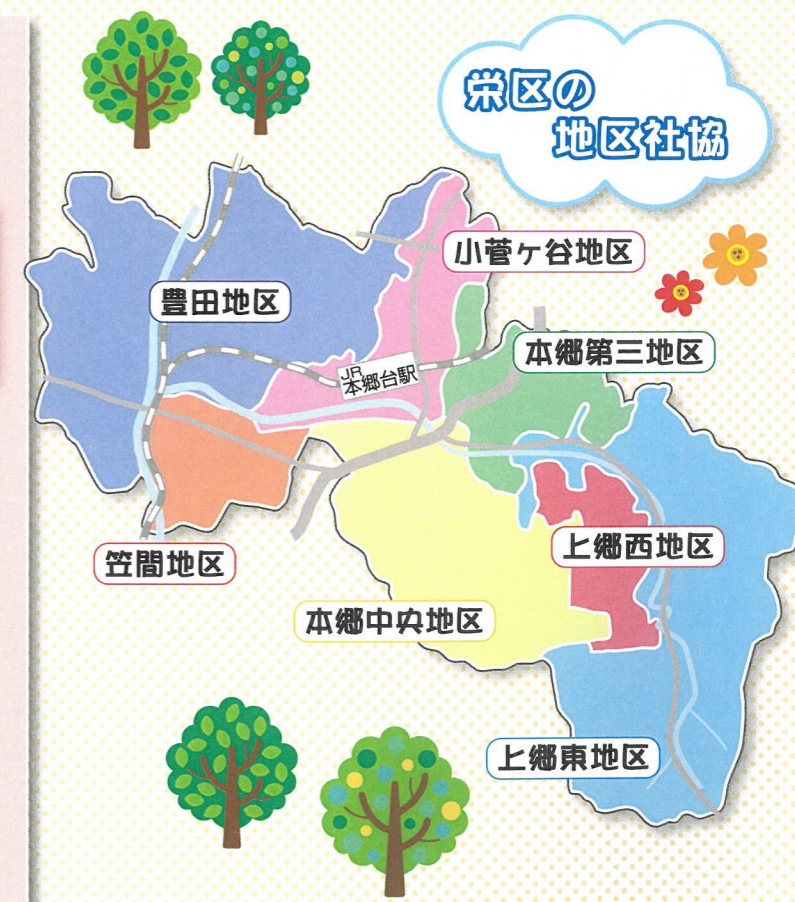 栄区の
地区社協
小菅ヶ谷地区
豊田地区
本郷第三地区
JR
本郷台駅
上郷西地区
笠間地区
本郷中央地区
上郷東地区